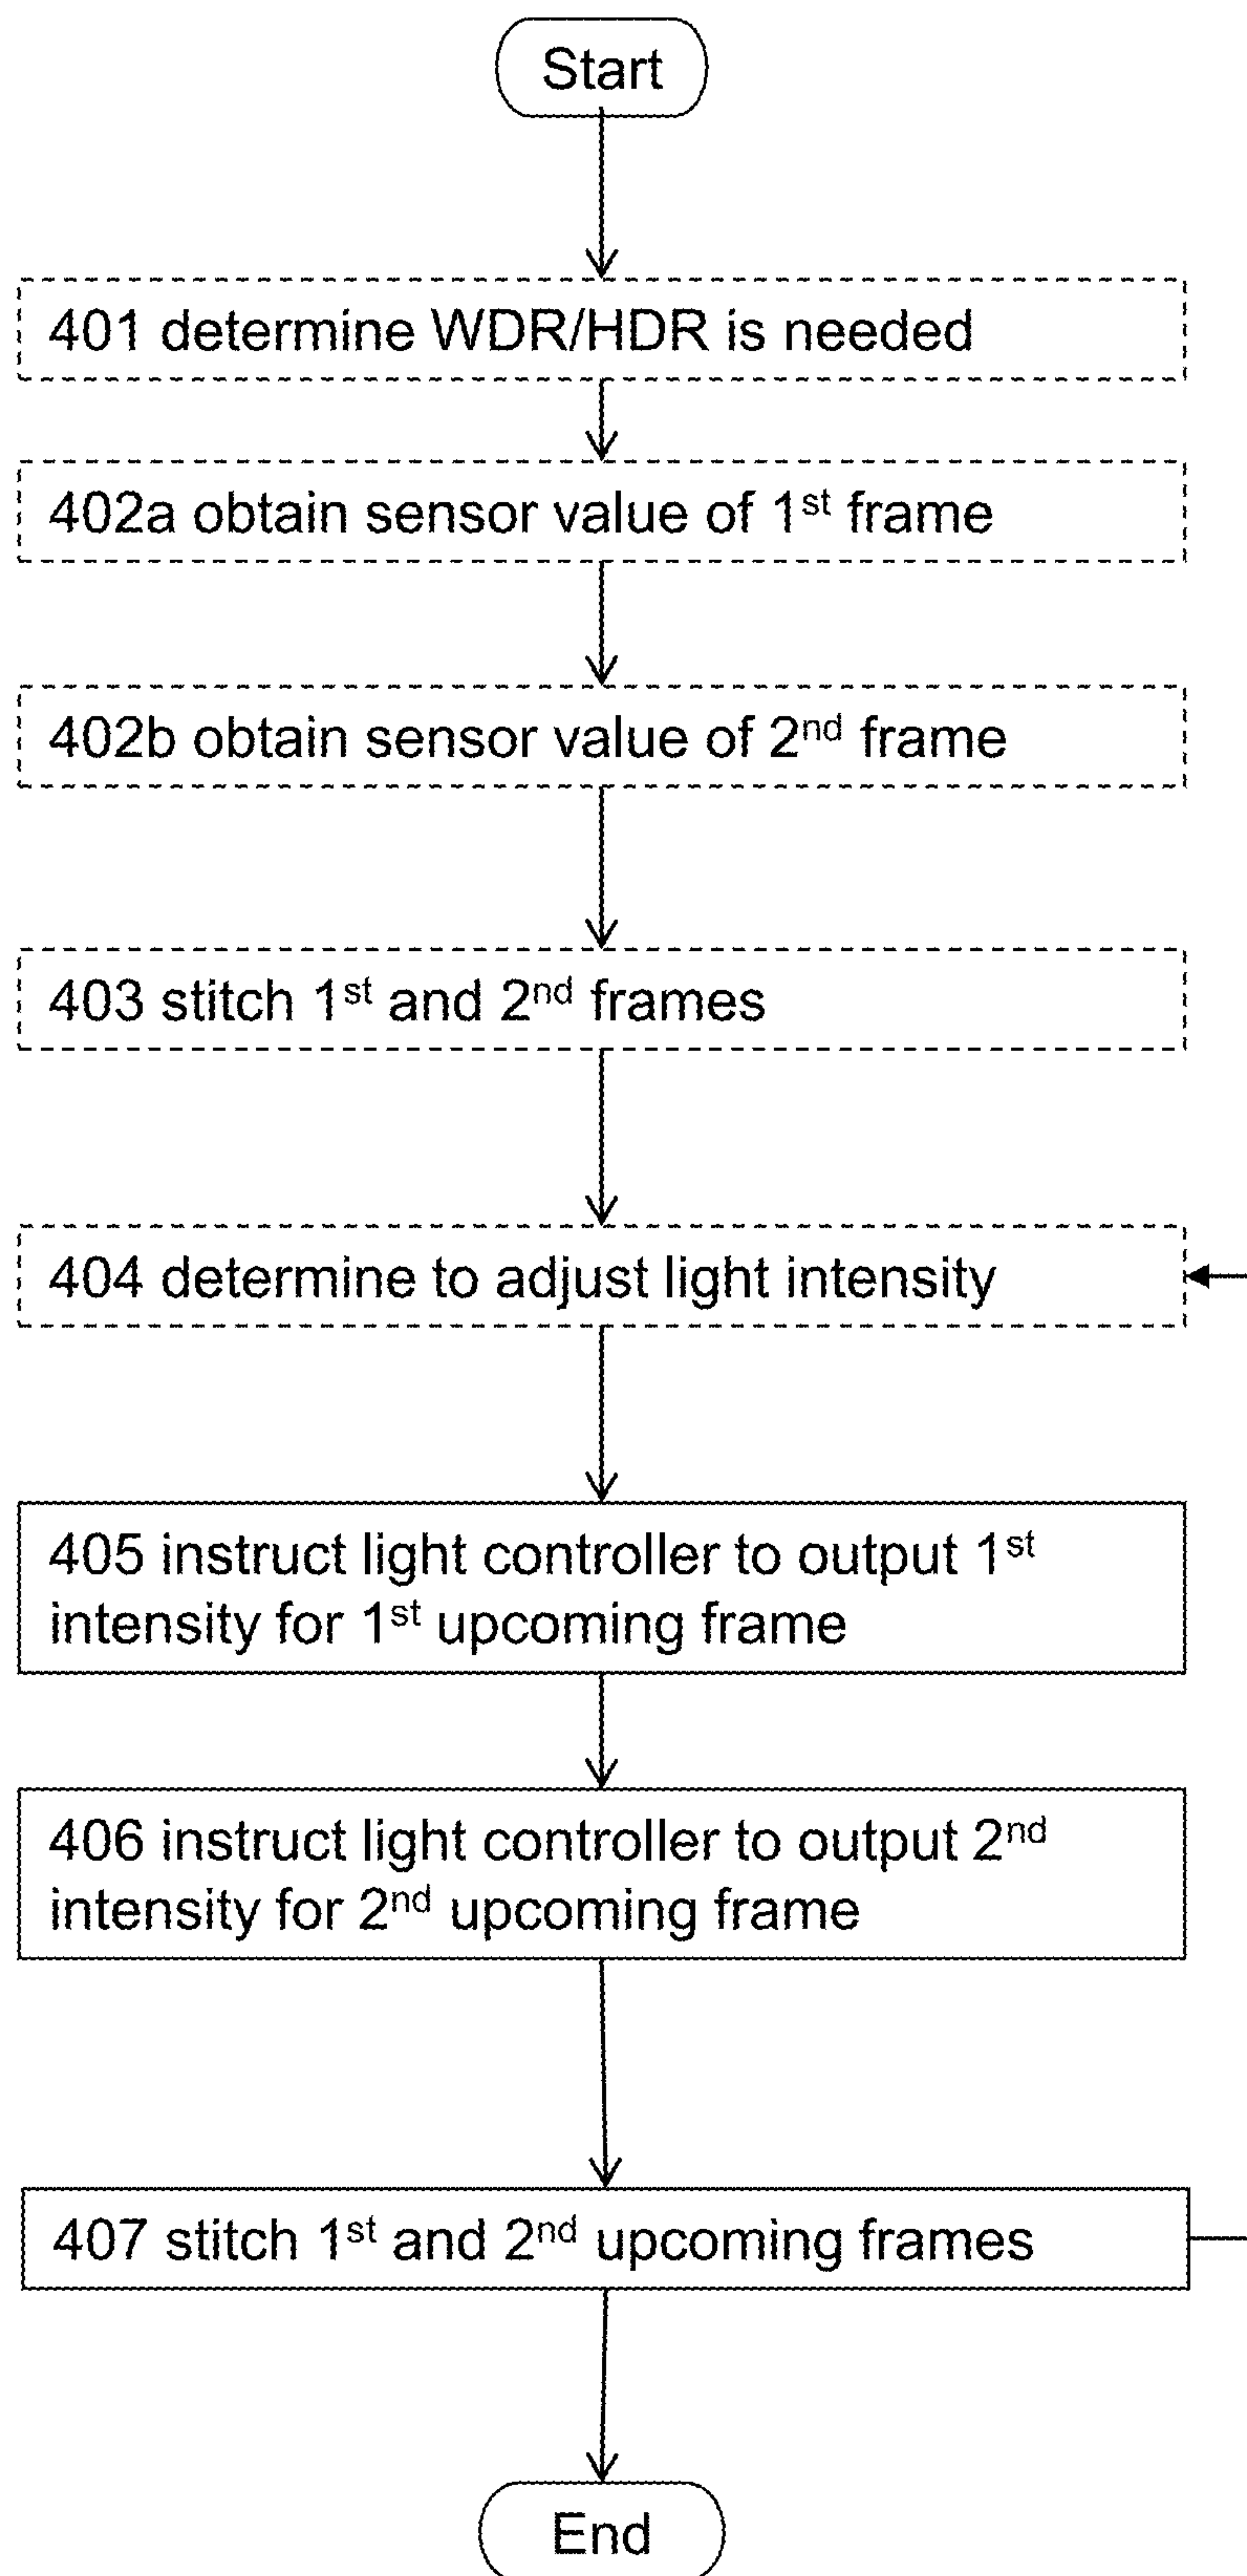 Start
401 determine WDR/HDR is needed
402a obtain sensor value of 1st frame
402b obtain sensor value of 2nd frame
403 stitch 1st and 2nd frames
404 determine to adjust light intensity
405 instruct light controller to output 1st
intensity for 1st upcoming frame
406 instruct light controller to output 2nd
intensity for 2nd upcoming frame
407 stitch 1st and 2nd upcoming frames
End